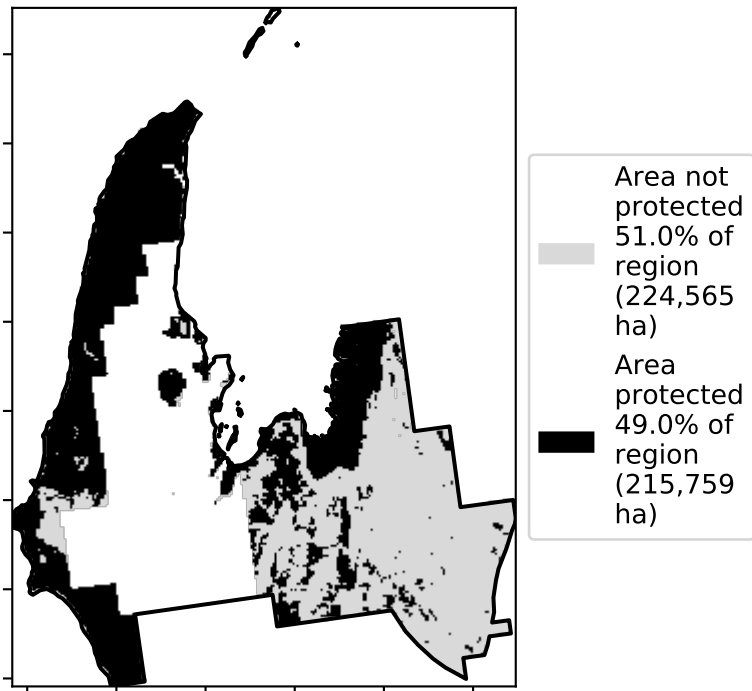 Area not
protected
51.0% of
region
(224,565
ha)
Area
protected
49.0% of
region
(215,759
ha)